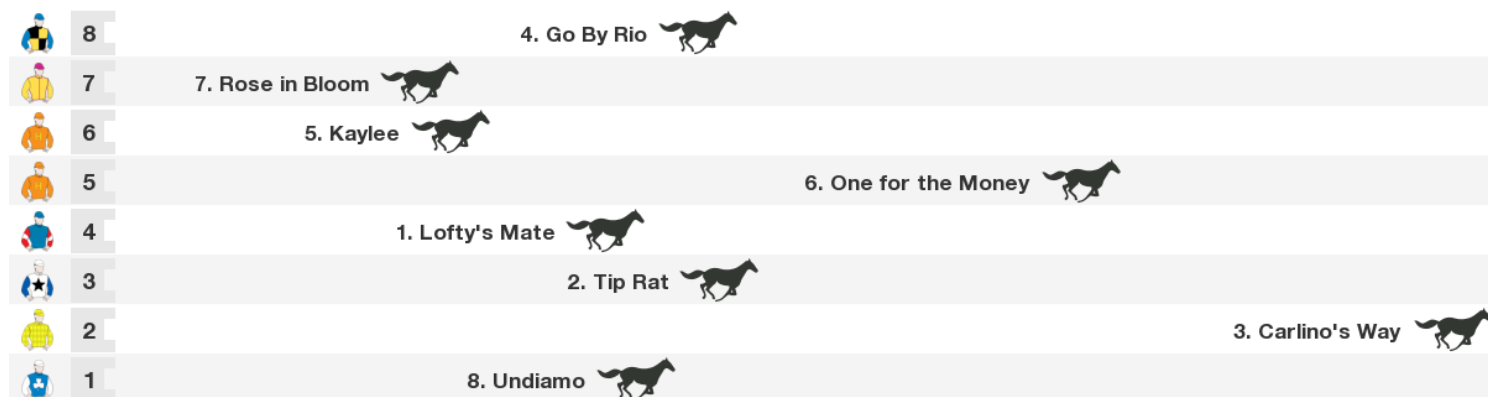 8 4. Go By Rio
7 7. Rose in Bloom
6 5. Kaylee
5 6. One for the Money
4 1. Lofty's Mate
3 2. Tip Rat
2 3. Carlino's Way
1 8. Undiamo